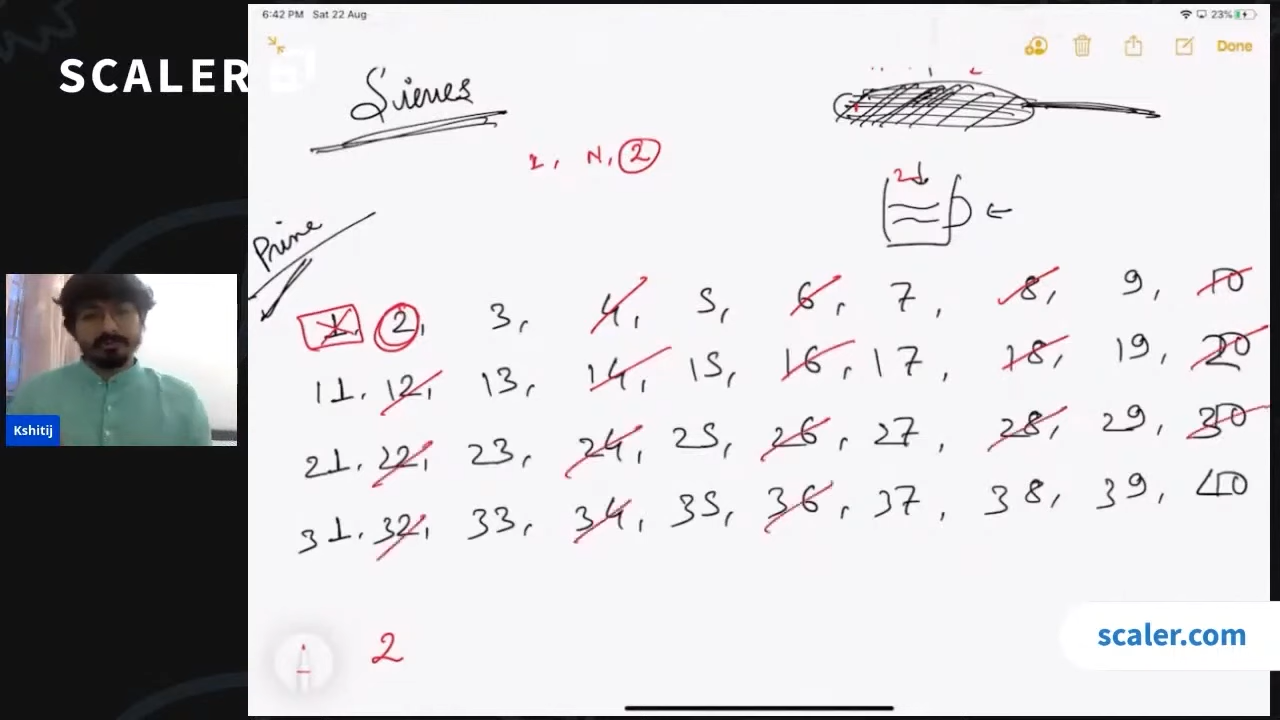 6:42 PM Sat 22 Aug
23%
SCALER
Done
Sieves
1, N, 2
2
Prime
1 2, 3, 4, 5, 6, 7, 8, 9, 10
11, 12, 13, 14, 15, 16, 17, 18, 19, 20
21, 22, 23, 24, 25, 26, 27, 28, 29, 30
31, 32, 33, 34, 35, 36, 37, 38, 39, 40
Kshitij
scaler.com
2